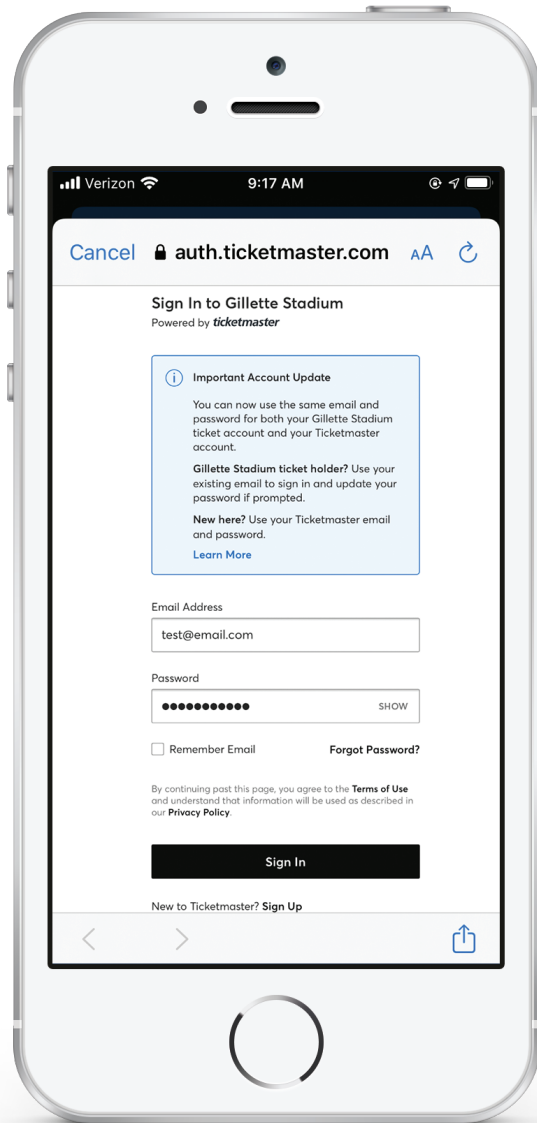 Verizon 9:17 AM
Cancel auth.ticketmaster.com AA
Sign In to Gillette Stadium
Powered by ticketmaster
Important Account Update
You can now use the same email and
password for both your Gillette Stadium
ticket account and your Ticketmaster
account.
Gillette Stadium ticket holder? Use your
existing email to sign in and update your
password if prompted.
New here? Use your Ticketmaster email
and password.
Learn More
Email Address
test@email.com
Password
●●●●●●●●●●● SHOW
Remember Email Forgot Password?
By continuing past this page, you agree to the Terms of Use
and understand that information will be used as described in
our Privacy Policy.
Sign In
New to Ticketmaster? Sign Up